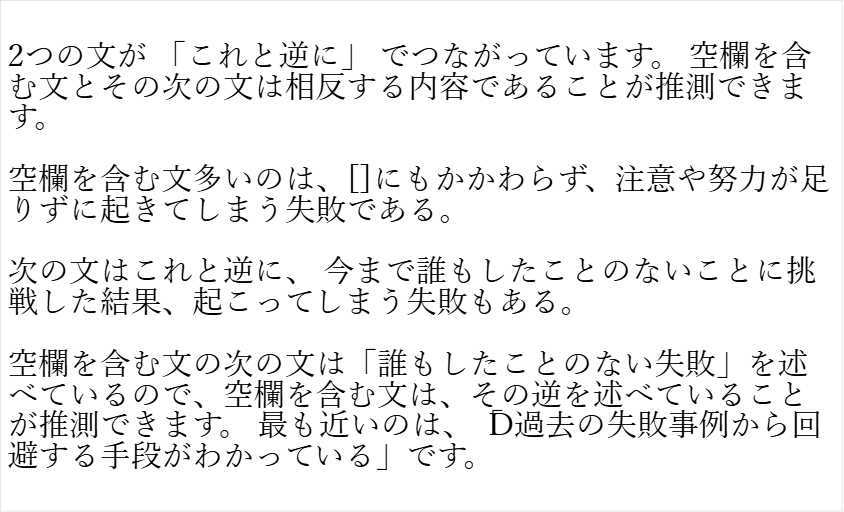 2つの文が 「これと逆に」 でつながっています。 空欄を含
む文とその次の文は相反する内容であることが推測できま
す。
空欄を含む文多いのは、[]にもかかわらず、注意や努力が足
りずに起きてしまう失敗である。
次の文はこれと逆に、 今まで誰もしたことのないことに挑
戦した結果、起こってしまう失敗もある。
空欄を含む文の次の文は「誰もしたことのない失敗」を述
べているので、空欄を含む文は、その逆を述べていること
が推測できます。 最も近いのは、 D過去の失敗事例から回
避する手段がわかっている」です。